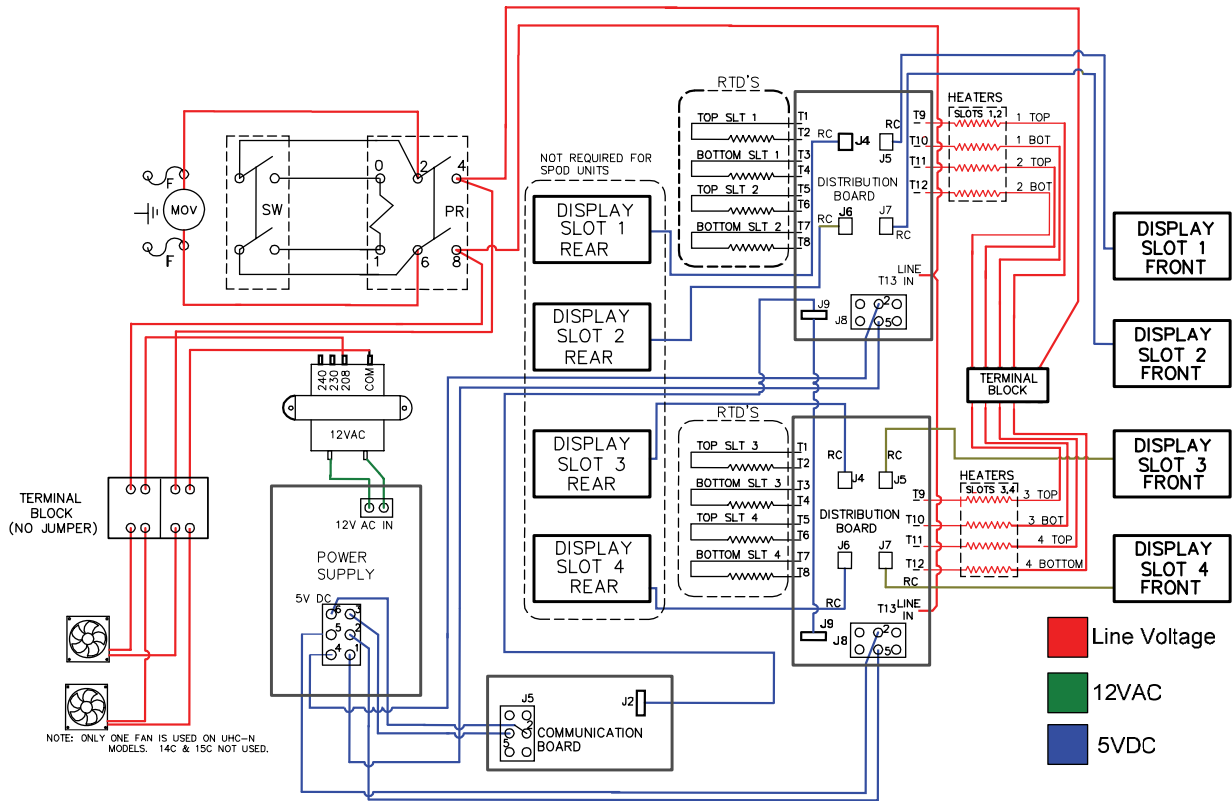 RTD'S
HEATERS
SLOTS 1,2
NOT REQUIRED FOR
SPOD UNITS
F
MOV
F
SW
0
2
4
PR
1
6
8
TOP SLT 1
BOTTOM SLT 1
TOP SLT 2
BOTTOM SLT 2
T1
T2
T3
T4
T5
T6
T7
T8
RC
J4
RC
J5
DISTRIBUTION
BOARD
RC
J6
J7
RC
T9
T10
T11
T12
1 TOP
1 BOT
2 TOP
2 BOT
LINE
T13 IN
J9
J8
2
5
DISPLAY
SLOT 1
REAR
DISPLAY
SLOT 2
REAR
DISPLAY
SLOT 3
REAR
DISPLAY
SLOT 4
REAR
DISPLAY
SLOT 1
FRONT
DISPLAY
SLOT 2
FRONT
DISPLAY
SLOT 3
FRONT
DISPLAY
SLOT 4
FRONT
TERMINAL
BLOCK
240
230
208
COM
12VAC
TERMINAL
BLOCK
(NO JUMPER)
12V AC IN
POWER
SUPPLY
5V DC
6
3
5
2
4
1
RTD'S
TOP SLT 3
BOTTOM SLT 3
TOP SLT 4
BOTTOM SLT 4
T1
T2
T3
T4
T5
T6
T7
T8
RC
J4
RC
J5
DISTRIBUTION
BOARD
J6
J7
RC
RC
T9
T10
T11
T12
HEATERS
SLOTS 3,4
3 TOP
3 BOT
4 TOP
4 BOTTOM
T13 LINE
IN
J9
J8
2
5
J5
2
5
J2
COMMUNICATION
BOARD
NOTE: ONLY ONE FAN IS USED ON UHC-N
MODELS. 14C & 15C NOT USED.
Line Voltage
12VAC
5VDC